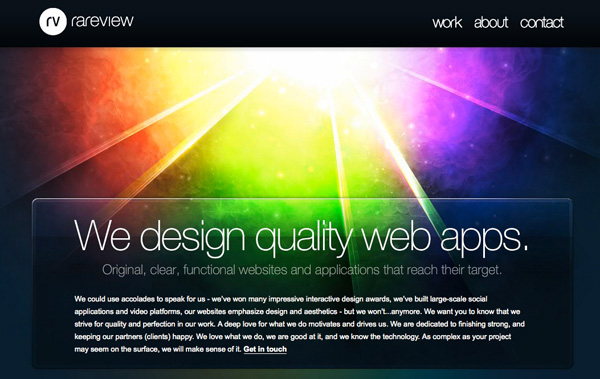 rv rareview work about contact
We design quality web apps.
Original, clear, functional websites and applications that reach their target.
We could use accolades to speak for us - we've won many impressive interactive design awards, we've built large-scale social
applications and video platforms, our websites emphasize design and aesthetics - but we won't...anymore. We want you to know that we
strive for quality and perfection in our work. A deep love for what we do motivates and drives us. We are dedicated to finishing strong, and
keeping our partners (clients) happy. We love what we do, we are good at it, and we know the technology. As complex as your project
may seem on the surface, we will make sense of it. Get in touch